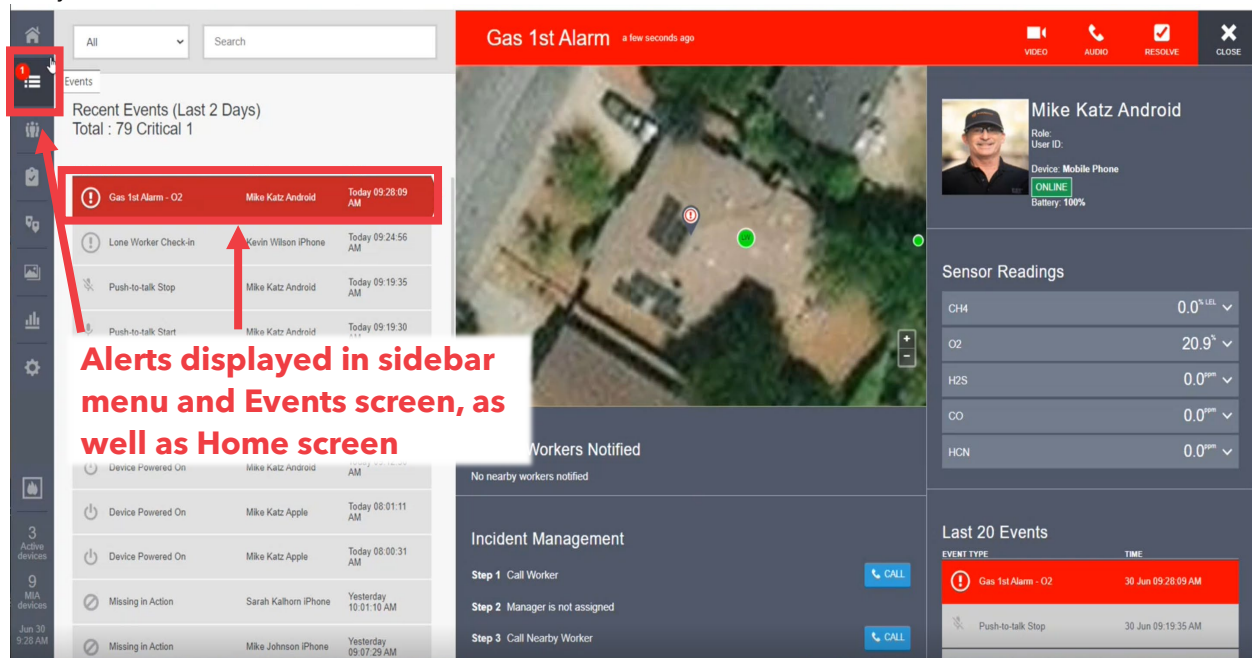 All
Search
Gas 1st Alarm a few seconds ago
VIDEO
AUDIO
RESOLVE
CLOSE
1
Events
Recent Events (Last 2 Days)
Total : 79 Critical 1
Gas 1st Alarm - O2 Mike Katz Android Today 09:28:09
AM
Lone Worker Check-in Kevin Wilson iPhone Today 09:24:56
AM
Push-to-talk Stop Mike Katz Android Today 09:19:35
AM
Push-to-talk Start Mike Katz Android Today 09:19:30
Alerts displayed in sidebar
menu and Events screen, as
well as Home screen
Device Powered On Mike Katz Android
AM
Device Powered On Mike Katz Apple Today 08:01:11
AM
Device Powered On Mike Katz Apple Today 08:00:31
AM
Missing in Action Sarah Kalhorn iPhone Yesterday
10:01:10 AM
Missing in Action Mike Johnson iPhone Yesterday
09:07:29 AM
3
Active
devices
9
MIA
devices
Jun 30
9:28 AM
+
-
Workers Notified
No nearby workers notified
Incident Management
Step 1 Call Worker CALL
Step 2 Manager is not assigned
Step 3 Call Nearby Worker CALL
Mike Katz Android
Role:
User ID:
Device: Mobile Phone
ONLINE
Battery: 100%
Sensor Readings
CH4 0.0% LEL
O2 20.9%
H2S 0.0ppm
CO 0.0ppm
HCN 0.0ppm
Last 20 Events
EVENT TYPE TIME
Gas 1st Alarm - O2 30 Jun 09:28:09 AM
Push-to-talk Stop 30 Jun 09:19:35 AM